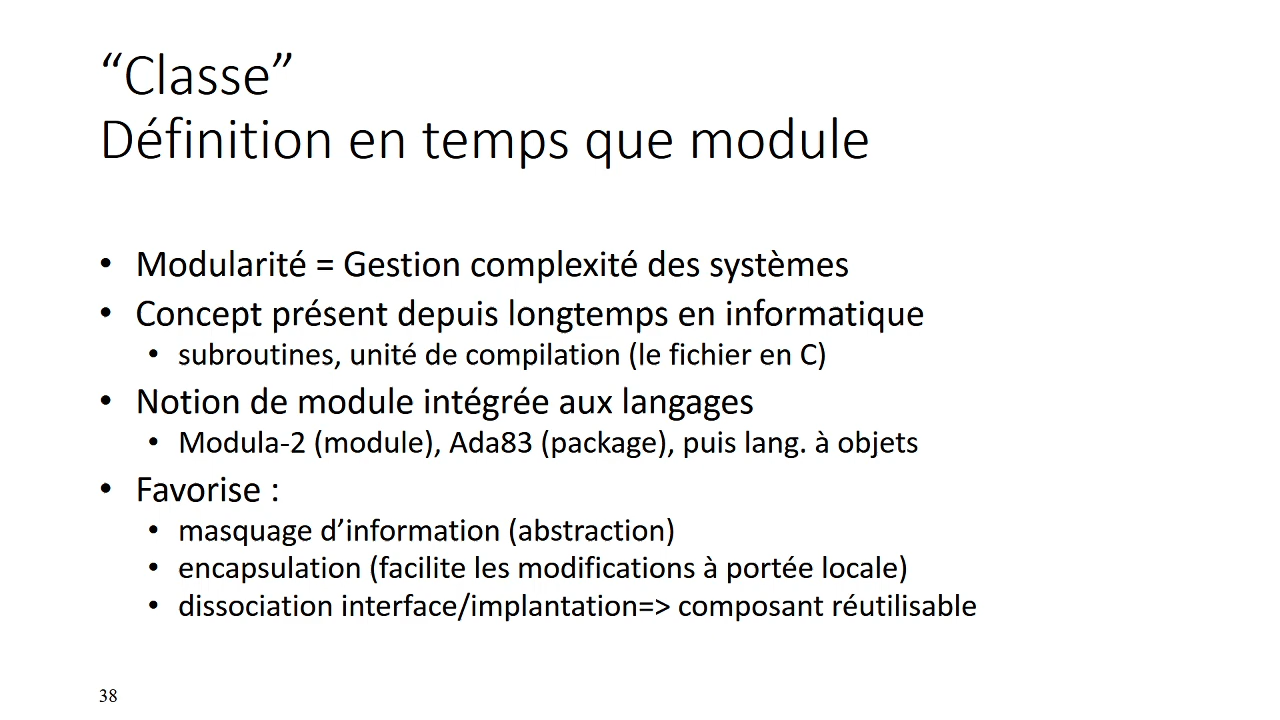 “Classe”
Définition en temps que module
• Modularité = Gestion complexité des systèmes
• Concept présent depuis longtemps en informatique
• subroutines, unité de compilation (le fichier en C)
• Notion de module intégrée aux langages
• Modula-2 (module), Ada83 (package), puis lang. à objets
• Favorise :
• masquage d’information (abstraction)
• encapsulation (facilite les modifications à portée locale)
• dissociation interface/implantation=> composant réutilisable
38